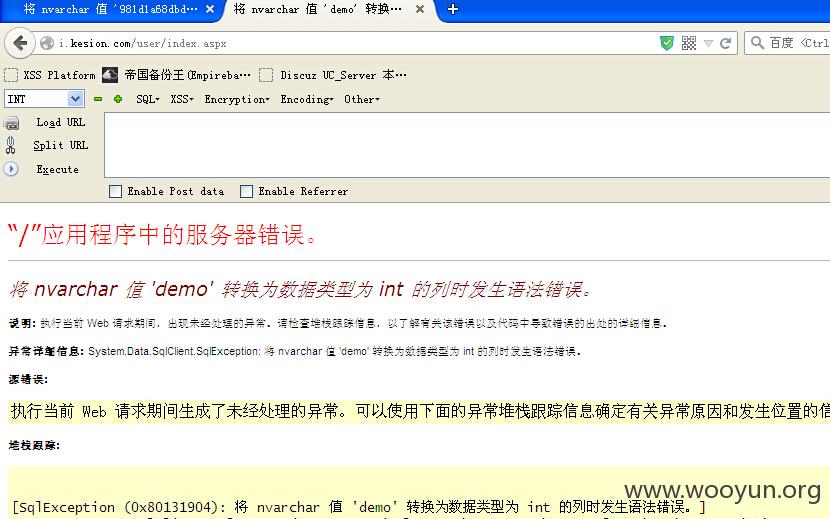 将 nvarchar 值 '981d1a68dbd···
将 nvarchar 值 'demo' 转换···
i.kesion.com/user/index.aspx
百度 <Ctrl
XSS Platform 帝国备份王(Empireba··· Discuz UC_Server 本···
INT SQL XSS Encryption Encoding Other
Load URL
Split URL
Execute
Enable Post data Enable Referrer
“/”应用程序中的服务器错误。
将 nvarchar 值 'demo' 转换为数据类型为 int 的列时发生语法错误。
说明: 执行当前 Web 请求期间，出现未经处理的异常。请检查堆栈跟踪信息，以了解有关该错误以及代码中导致错误的出处的详细信息。
异常详细信息: System.Data.SqlClient.SqlException: 将 nvarchar 值 'demo' 转换为数据类型为 int 的列时发生语法错误。
源错误:
执行当前 Web 请求期间生成了未经处理的异常。可以使用下面的异常堆栈跟踪信息确定有关异常原因和发生位置的信
堆栈跟踪:
www.wooyun.org
[SqlException (0x80131904): 将 nvarchar 值 'demo' 转换为数据类型为 int 的列时发生语法错误。]